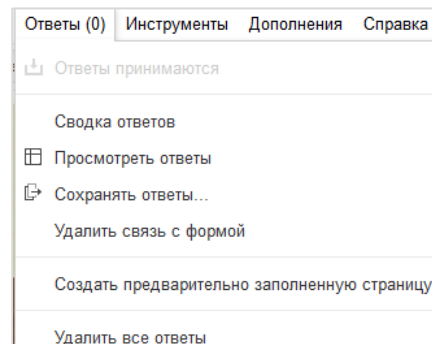 Ответы (0) Инструменты Дополнения Справка
Ответы принимаются
Сводка ответов
Просмотреть ответы
Сохранять ответы...
Удалить связь с формой
Создать предварительно заполненную страницу
Удалить все ответы